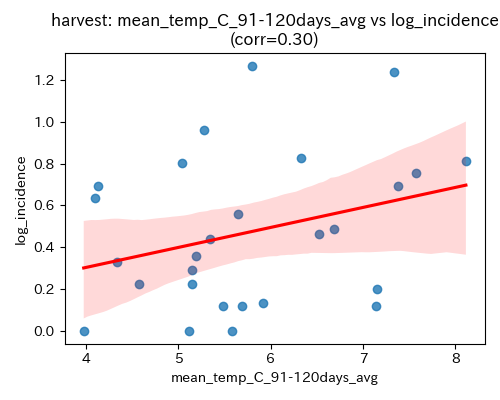 harvest: mean_temp_C_91-120days_avg vs log_incidence
(corr=0.30)
log_incidence
1.2
1.0
0.8
0.6
0.4
0.2
0.0
4 5 6 7 8
mean_temp_C_91-120days_avg